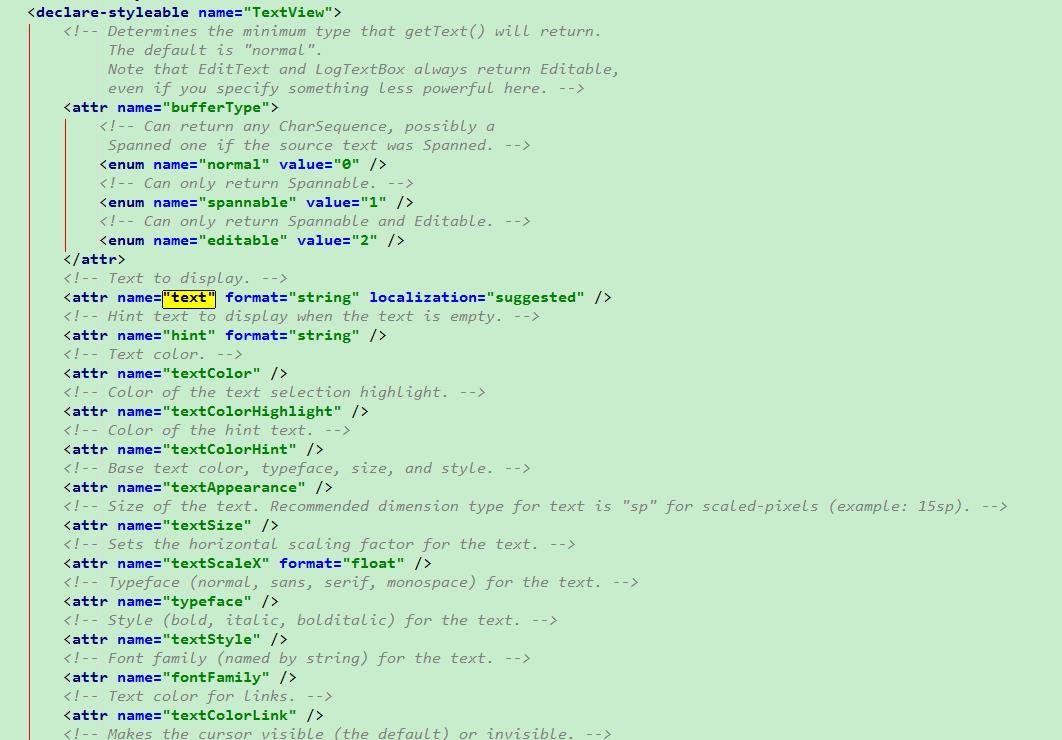 <declare-styleable name="TextView">
<!-- Determines the minimum type that getText() will return.
The default is "normal".
Note that EditText and LogTextBox always return Editable,
even if you specify something less powerful here. -->
<attr name="bufferType">
<!-- Can return any CharSequence, possibly a
Spanned one if the source text was Spanned. -->
<enum name="normal" value="0" />
<!-- Can only return Spannable. -->
<enum name="spannable" value="1" />
<!-- Can only return Spannable and Editable. -->
<enum name="editable" value="2" />
</attr>
<!-- Text to display. -->
<attr name="text" format="string" localization="suggested" />
<!-- Hint text to display when the text is empty. -->
<attr name="hint" format="string" />
<!-- Text color. -->
<attr name="textColor" />
<!-- Color of the text selection highlight. -->
<attr name="textColorHighlight" />
<!-- Color of the hint text. -->
<attr name="textColorHint" />
<!-- Base text color, typeface, size, and style. -->
<attr name="textAppearance" />
<!-- Size of the text. Recommended dimension type for text is "sp" for scaled-pixels (example: 15sp). -->
<attr name="textSize" />
<!-- Sets the horizontal scaling factor for the text. -->
<attr name="textScaleX" format="float" />
<!-- Typeface (normal, sans, serif, monospace) for the text. -->
<attr name="typeface" />
<!-- Style (bold, italic, bolditalic) for the text. -->
<attr name="textStyle" />
<!-- Font family (named by string) for the text. -->
<attr name="fontFamily" />
<!-- Text color for links. -->
<attr name="textColorLink" />
<!-- Makes the cursor visible (the default) or invisible. -->